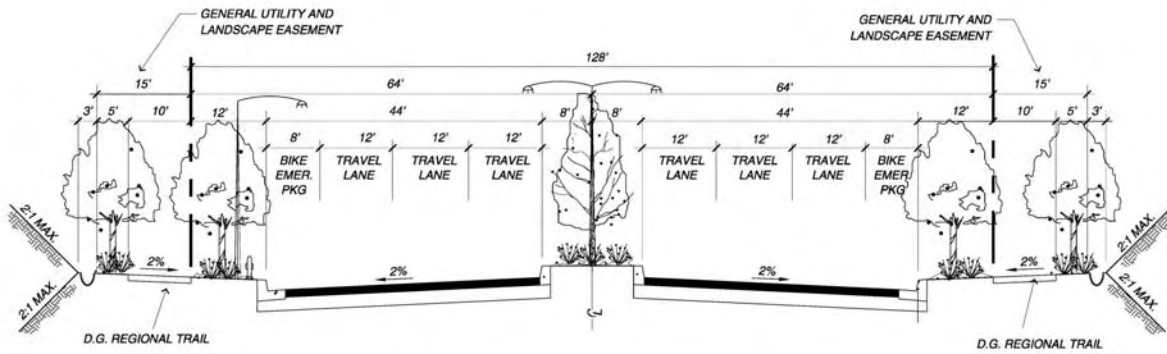 GENERAL UTILITY AND
LANDSCAPE EASEMENT
GENERAL UTILITY AND
LANDSCAPE EASEMENT
128'
15'
64'
64'
15'
3'
5'
10'
12'
44'
8'
8'
44'
12'
10'
5'
3'
8'
12'
12'
12'
12'
12'
12'
8'
BIKE
EMER.
PKG
TRAVEL
LANE
TRAVEL
LANE
TRAVEL
LANE
TRAVEL
LANE
TRAVEL
LANE
TRAVEL
LANE
BIKE
EMER.
PKG
2:1 MAX.
2:1 MAX.
2%
2%
2%
2%
2:1 MAX.
2:1 MAX.
D.G. REGIONAL TRAIL
D.G. REGIONAL TRAIL